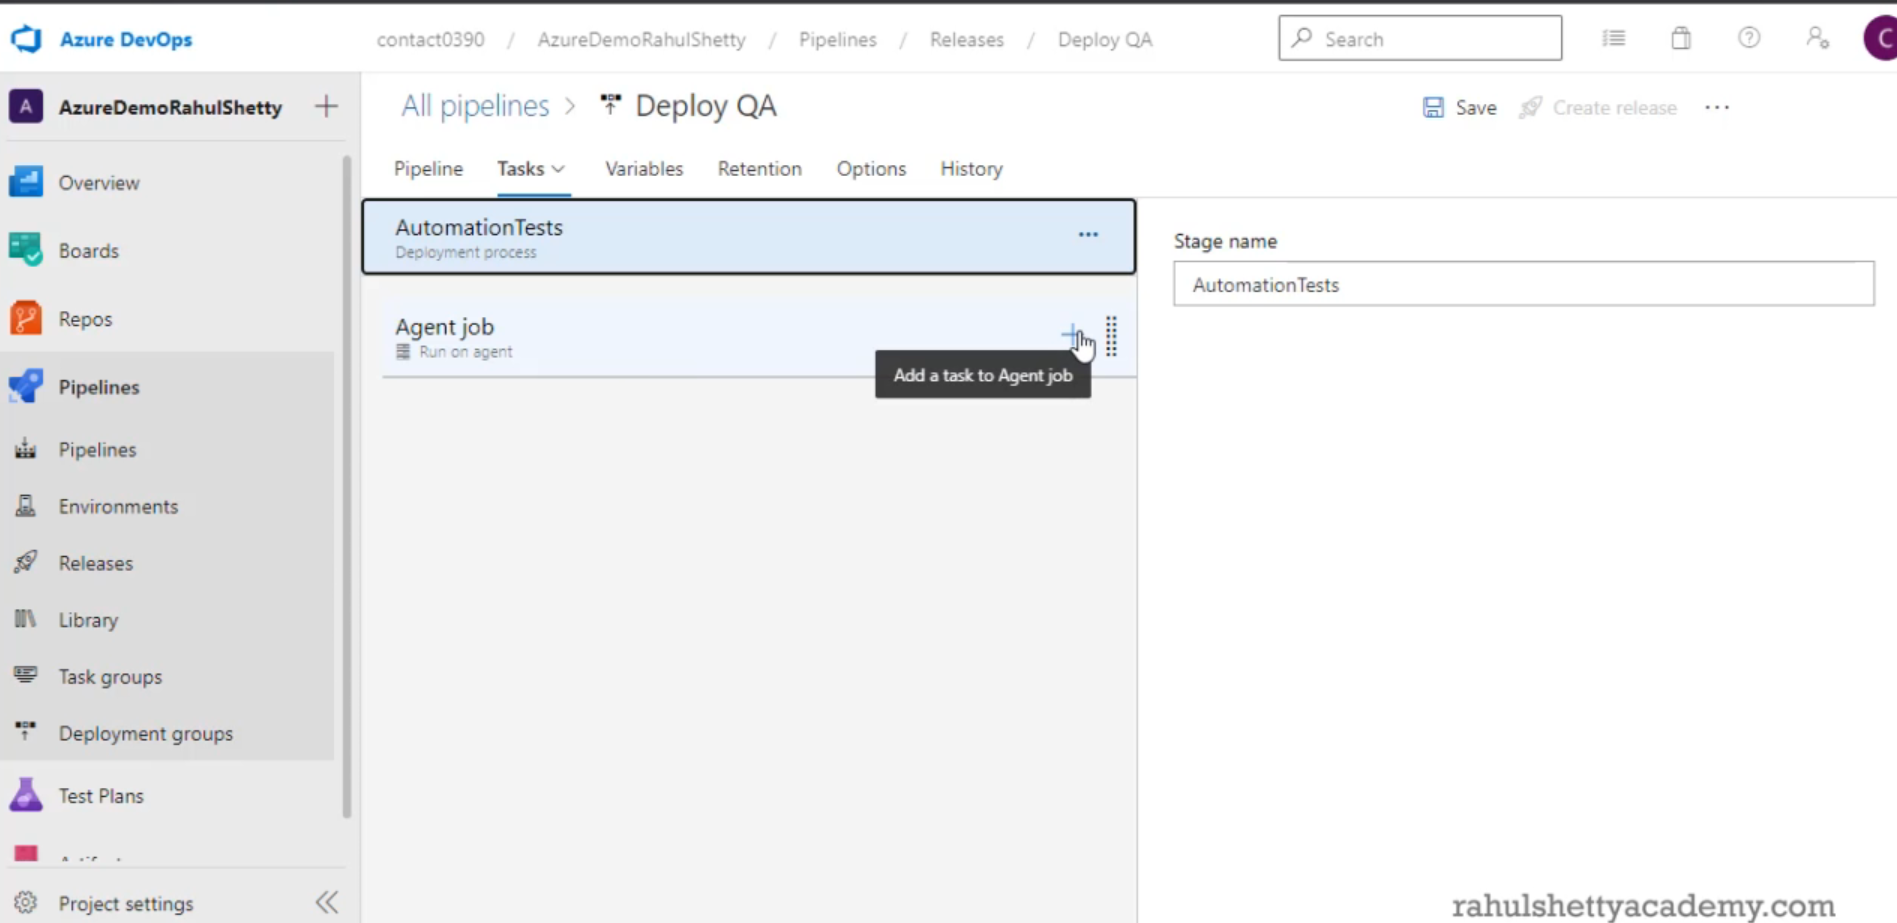 Azure DevOps
contact0390 / AzureDemoRahulShetty / Pipelines / Releases / Deploy QA
Search
C
A AzureDemoRahulShetty
Overview
Boards
Repos
Pipelines
Pipelines
Environments
Releases
Library
Task groups
Deployment groups
Test Plans
Project settings
All pipelines > Deploy QA
Save
Create release
Pipeline Tasks Variables Retention Options History
AutomationTests
Deployment process
Agent job
Run on agent
Add a task to Agent job
Stage name
AutomationTests
rahulshettyacademy.com